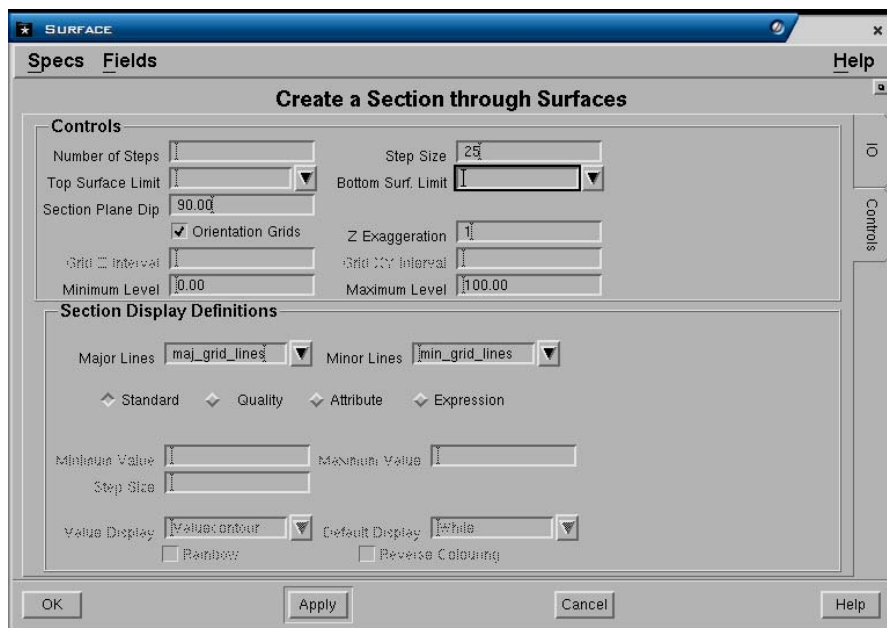 SURFACE
Specs Fields Help
Create a Section through Surfaces
Controls
Number of Steps Step Size 25
Top Surface Limit Bottom Surf. Limit
Section Plane Dip 90.00
Orientation Grids Z Exaggeration 1
Grid Z Interval Grid XY Interval
Minimum Level 0.00 Maximum Level 100.00
Section Display Definitions
Major Lines maj_grid_lines Minor Lines min_grid_lines
Standard Quality Attribute Expression
Minimum Value Maximum Value
Step Size
Value Display Valuecontour Default Display White
Rainbow Reverse Colouring
OK Apply Cancel Help
IO
Controls